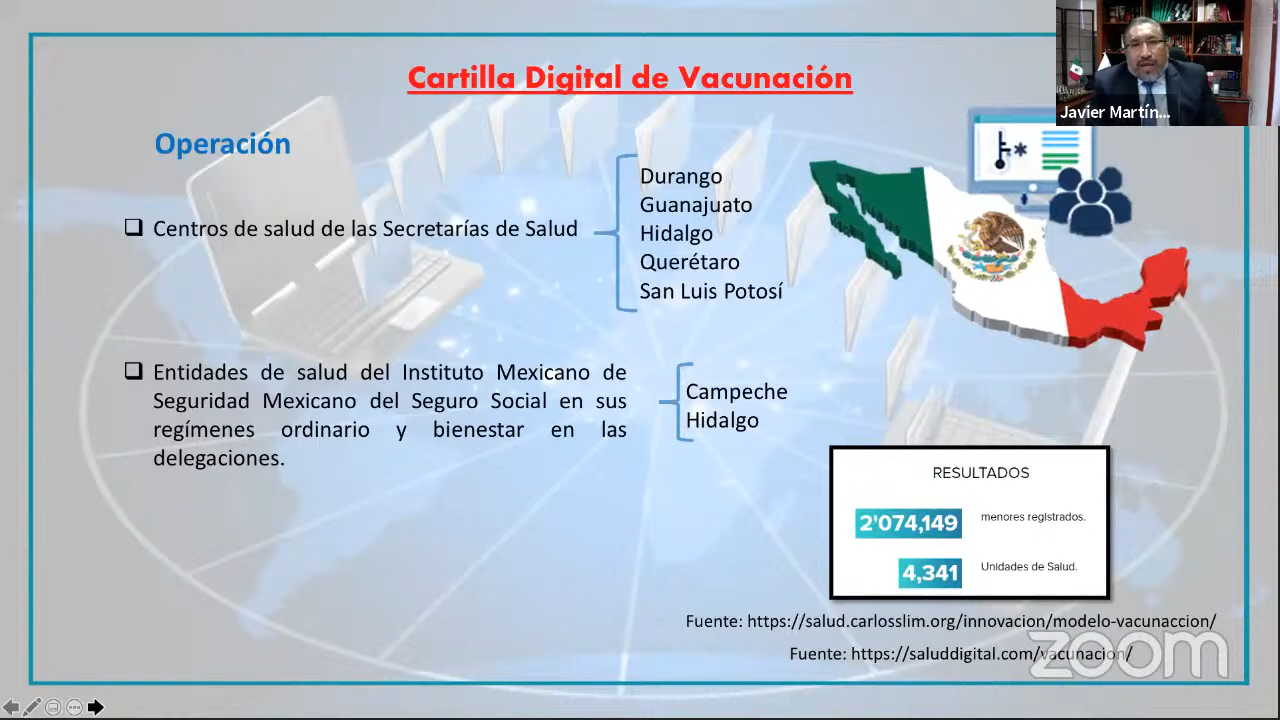 Cartilla Digital de Vacunación
Javier Martín...
Operación
Centros de salud de las Secretarías de Salud
Durango
Guanajuato
Hidalgo
Querétaro
San Luis Potosí
Entidades de salud del Instituto Mexicano de
Seguridad Mexicano del Seguro Social en sus
regímenes ordinario y bienestar en las
delegaciones.
Campeche
Hidalgo
RESULTADOS
2'074,149 menores registrados.
4,341 Unidades de Salud.
Fuente: https://salud.carlosslim.org/innovacion/modelo-vacunaccion/
Fuente: https://saluddigital.com/vacunacion/
zoom